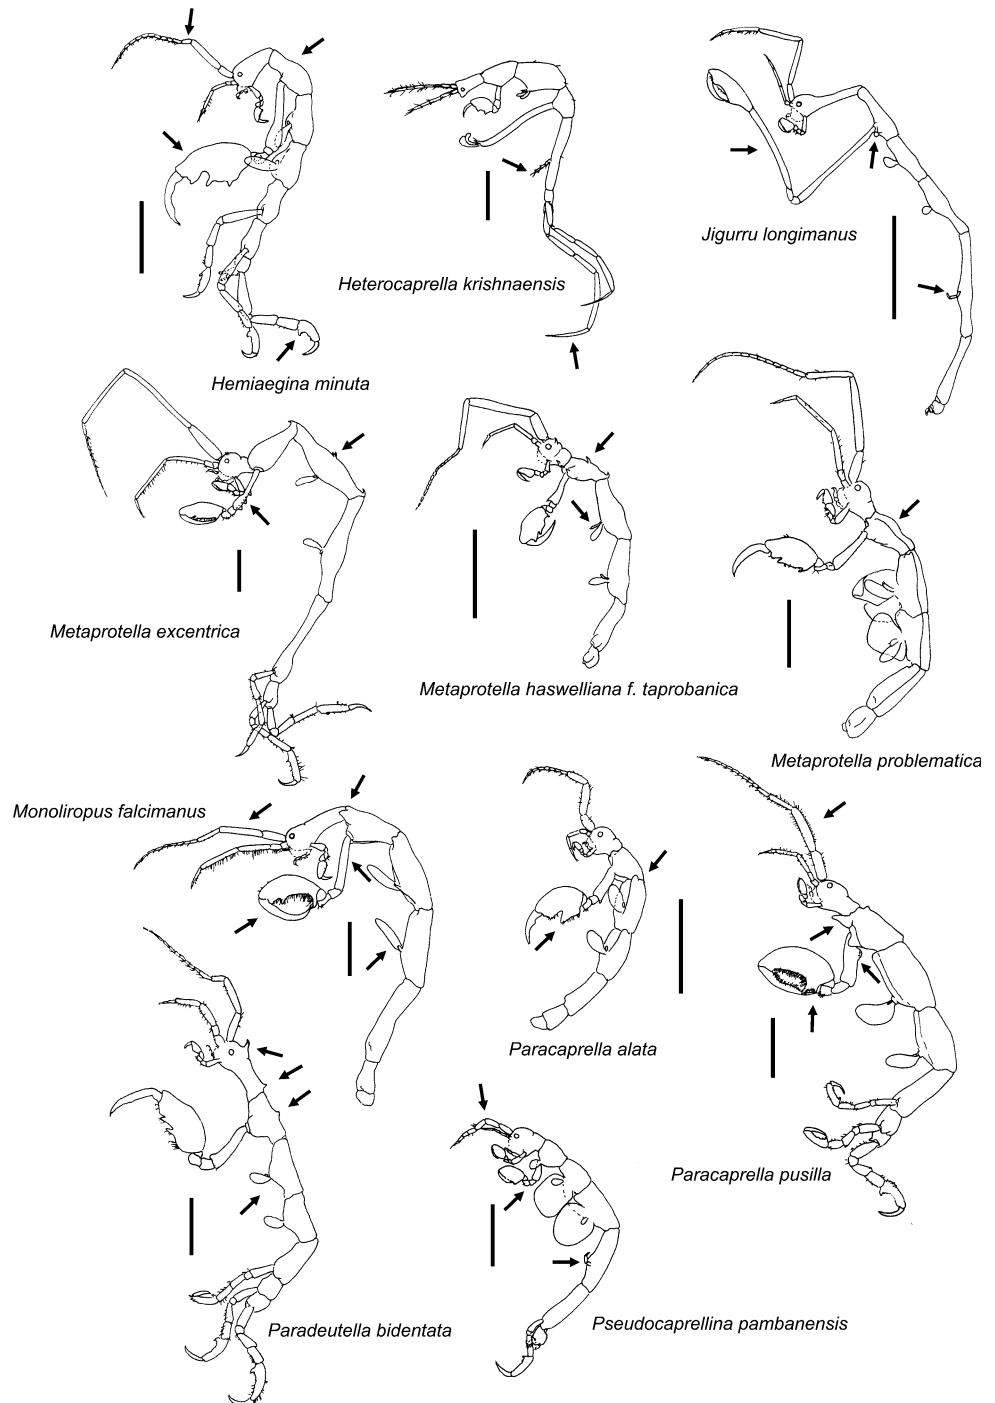 Jigurru longimanus
Heterocaprella krishnaensis
Hemiaegina minuta
Metaprotella excentrica
Metaprotella haswelliana f. taprobanica
Metaprotella problematica
Monoliropus falcimanus
Paracaprella alata
Paracaprella pusilla
Paradeutella bidentata
Pseudocaprellina pambanensis